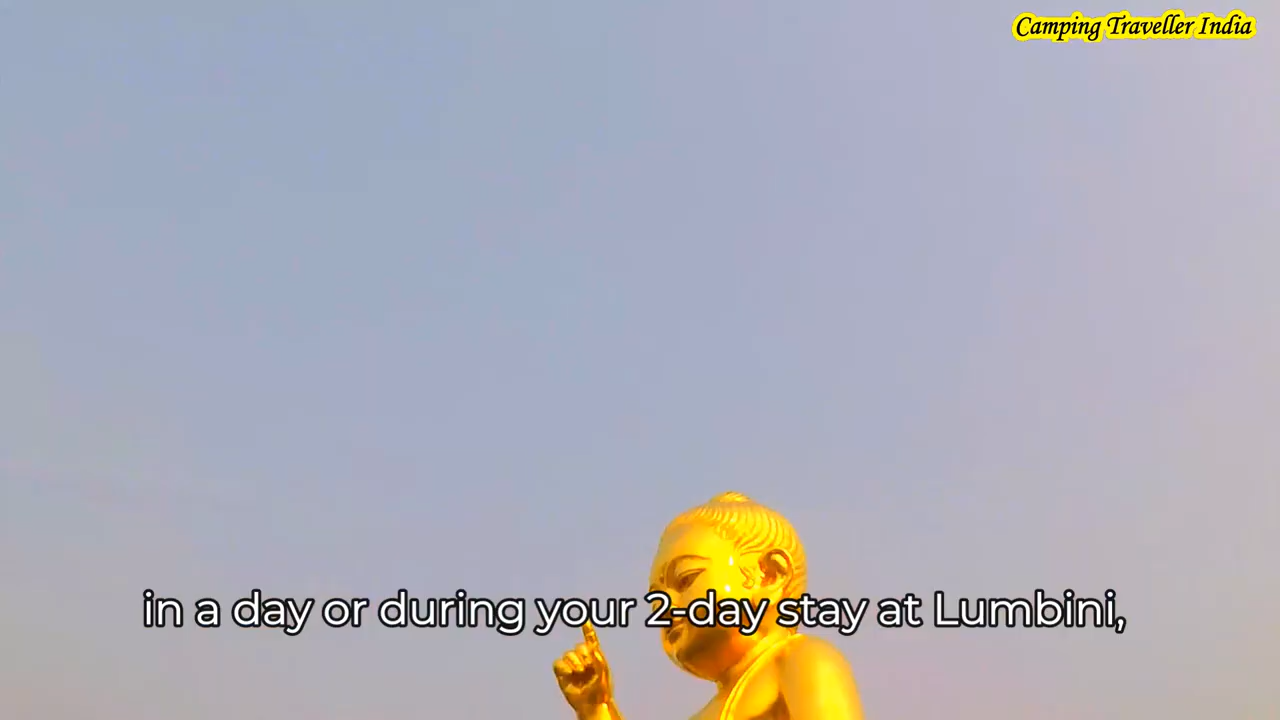 Camping Traveller India
in a day or during your 2-day stay at Lumbini,